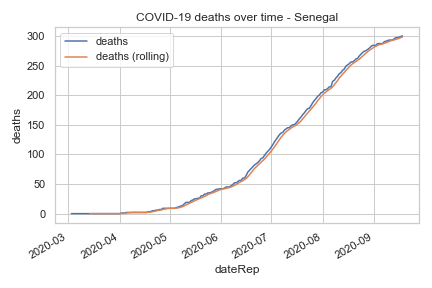 COVID-19 deaths over time - Senegal
deaths
deaths (rolling)
300
250
200
150
100
50
0
deaths
2020-03
2020-04
2020-05
2020-06
2020-07
2020-08
2020-09
dateRep